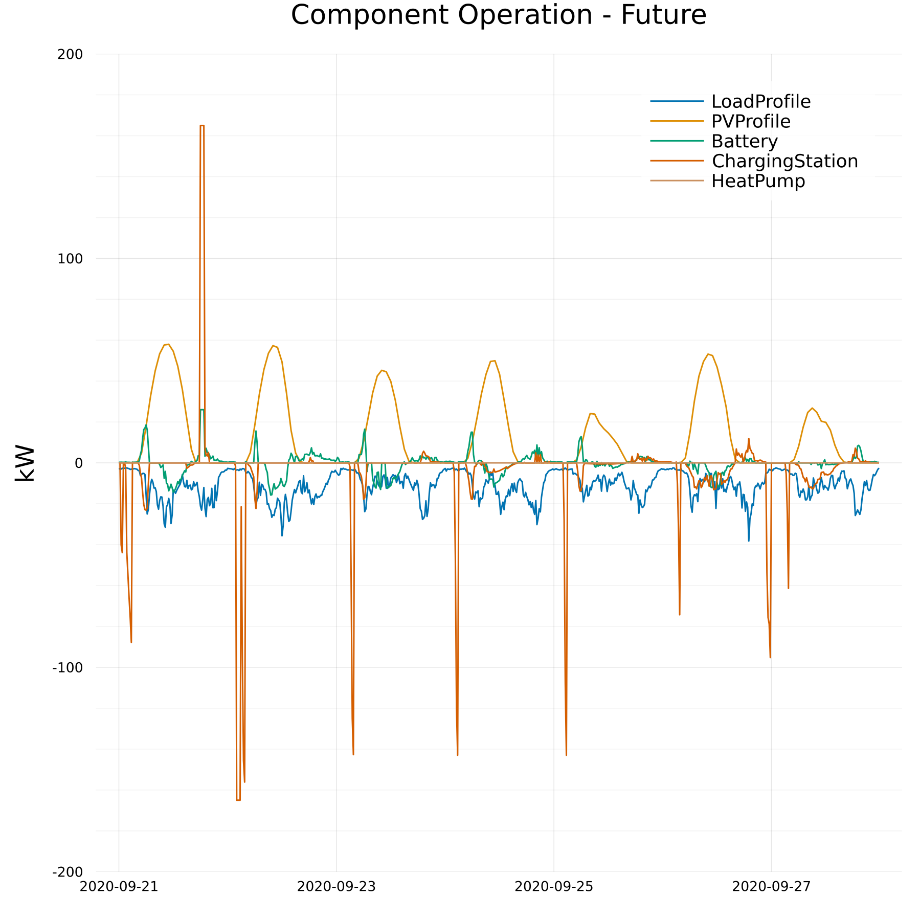 Component Operation - Future
200
100
0
-100
-200
kW
LoadProfile
PVProfile
Battery
ChargingStation
HeatPump
2020-09-21
2020-09-23
2020-09-25
2020-09-27